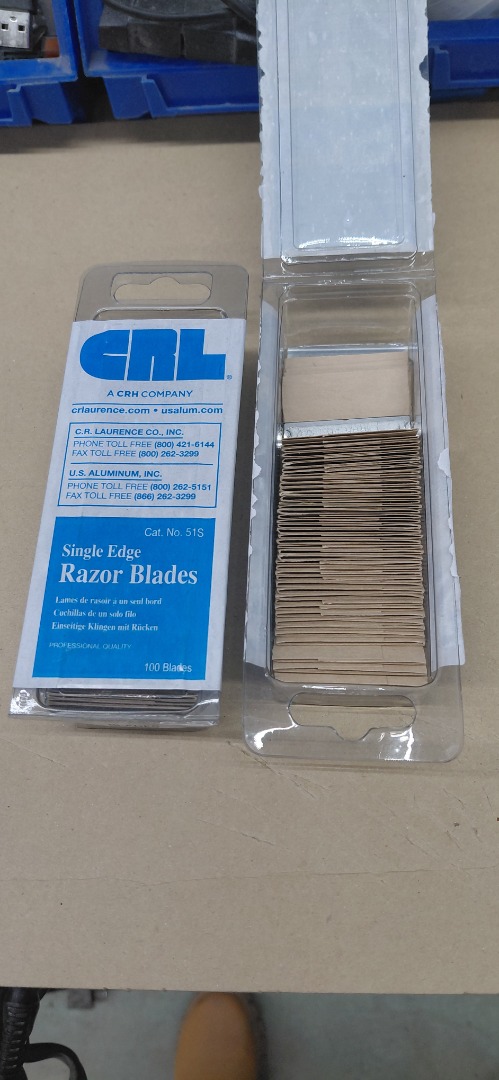 CRL®
A CRH COMPANY
crlaurence.com • usalum.com
C.R. LAURENCE CO., INC.
PHONE TOLL FREE (800) 421-6144
FAX TOLL FREE (800) 262-3299
U.S. ALUMINUM, INC.
PHONE TOLL FREE (800) 262-5151
FAX TOLL FREE (866) 262-3299
Cat. No. 51S
Single Edge
Razor Blades
Lames de rasoir à un seul bord
Cuchillas de un solo filo
Einseitige Klingen mit Rücken
PROFESSIONAL QUALITY
100 Blades